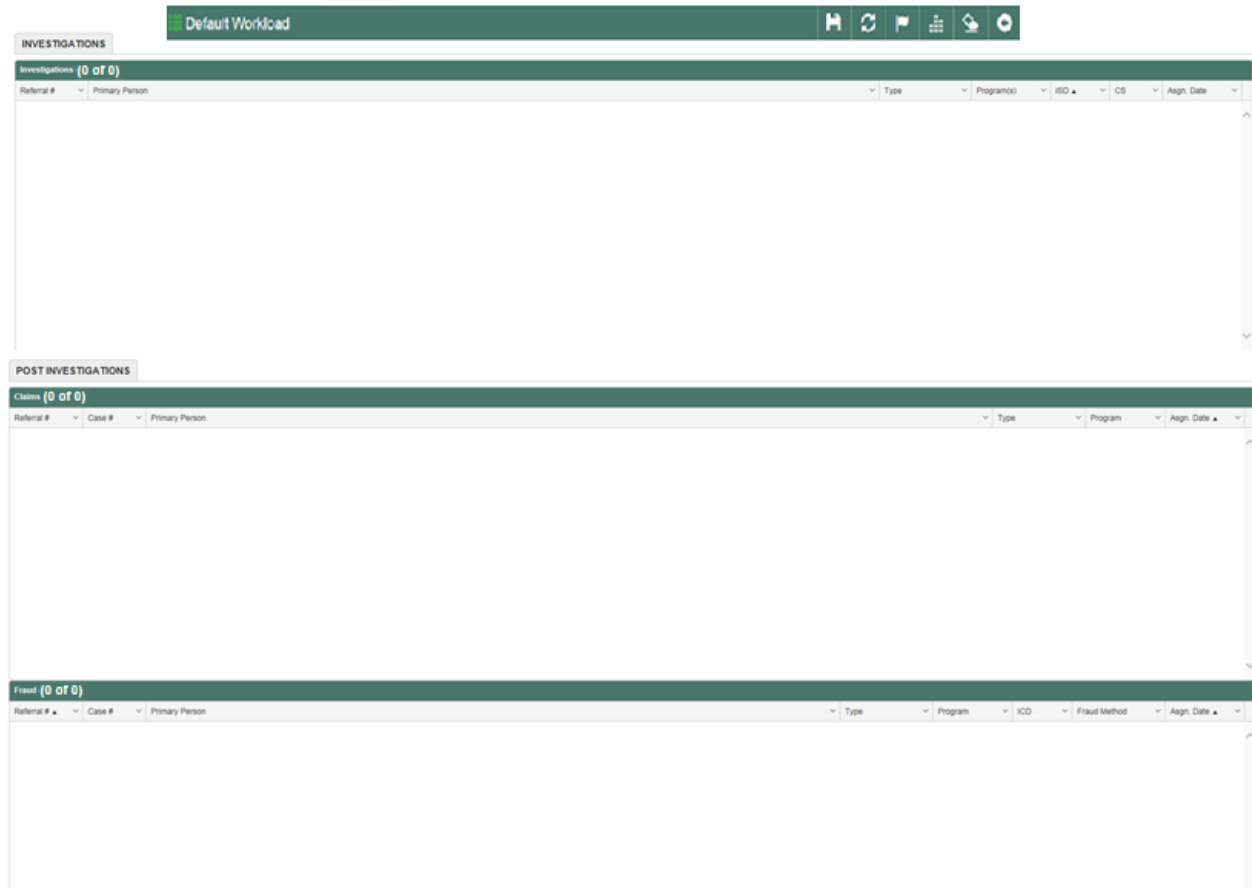 Default Workload
INVESTIGATIONS
Investigations (0 of 0)
Referral # Primary Person Type Program(s) ISD ▲ CS Asgn. Date
POST INVESTIGATIONS
Claims (0 of 0)
Referral # Case # Primary Person Type Program Asgn. Date ▲
Fraud (0 of 0)
Referral # ▲ Case # Primary Person Type Program ICD Fraud Method Asgn. Date ▲